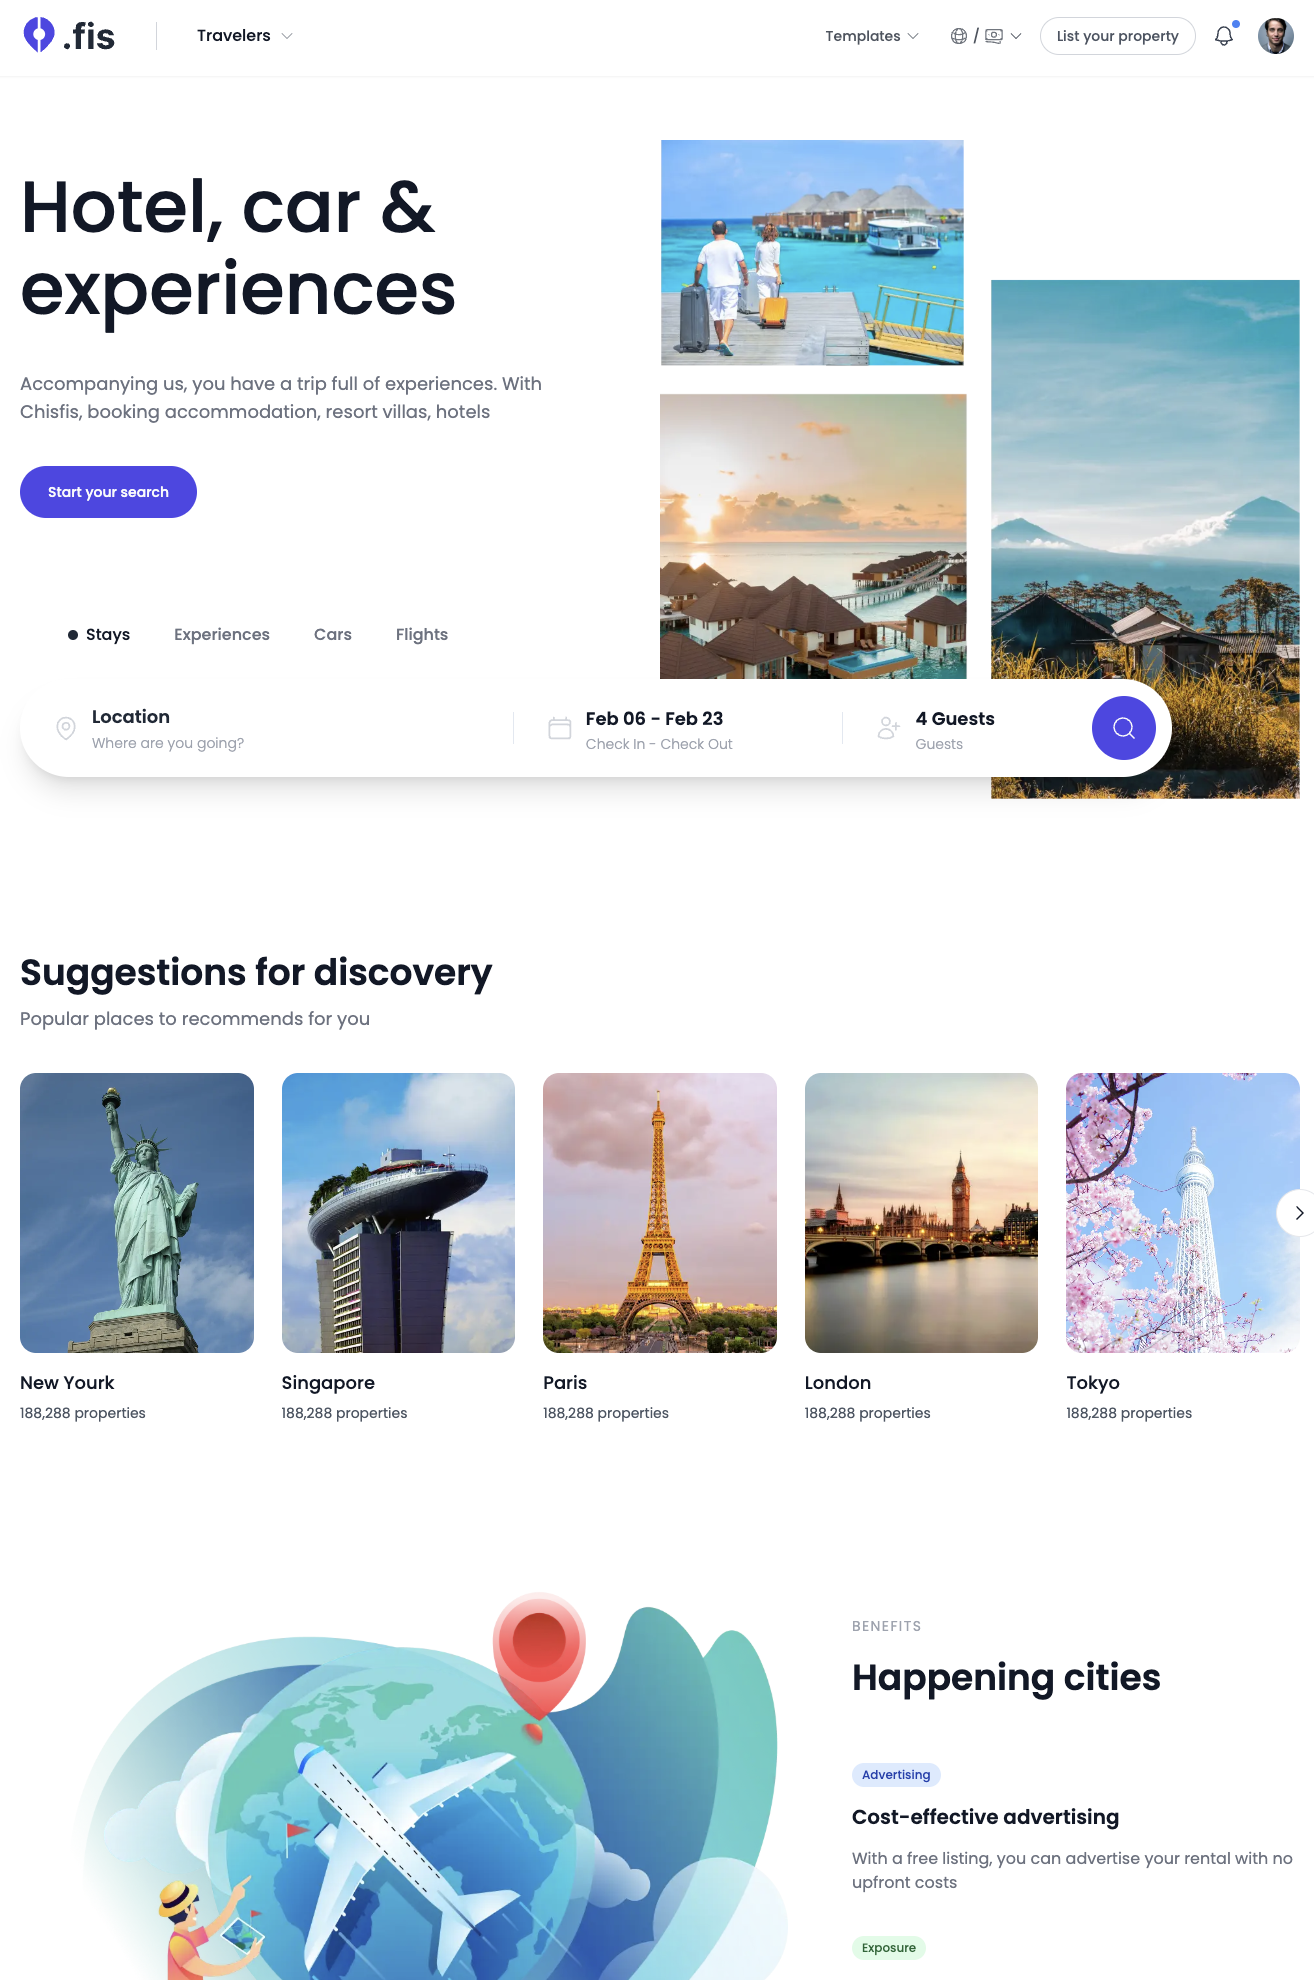 .fis
Travelers
Templates
/
List your property
Hotel, car &
experiences
Accompanying us, you have a trip full of experiences. With
Chisfis, booking accommodation, resort villas, hotels
Start your search
Stays
Experiences
Cars
Flights
Location
Where are you going?
Feb 06 - Feb 23
Check In - Check Out
4 Guests
Guests
Suggestions for discovery
Popular places to recommends for you
New Yourk
188,288 properties
Singapore
188,288 properties
Paris
188,288 properties
London
188,288 properties
Tokyo
188,288 properties
BENEFITS
Happening cities
Advertising
Cost-effective advertising
With a free listing, you can advertise your rental with no
upfront costs
Exposure